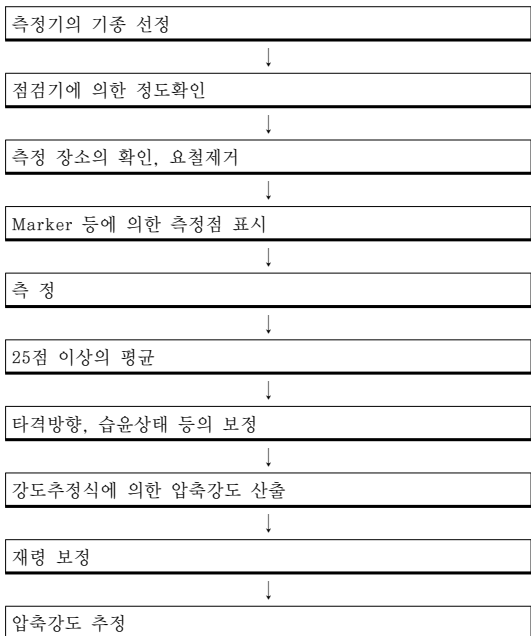 측정기의 기종 선정
↓
점검기에 의한 정도확인
↓
측정 장소의 확인, 요철제거
↓
Marker 등에 의한 측정점 표시
↓
측 정
↓
25점 이상의 평균
↓
타격방향, 습윤상태 등의 보정
↓
강도추정식에 의한 압축강도 산출
↓
재령 보정
↓
압축강도 추정